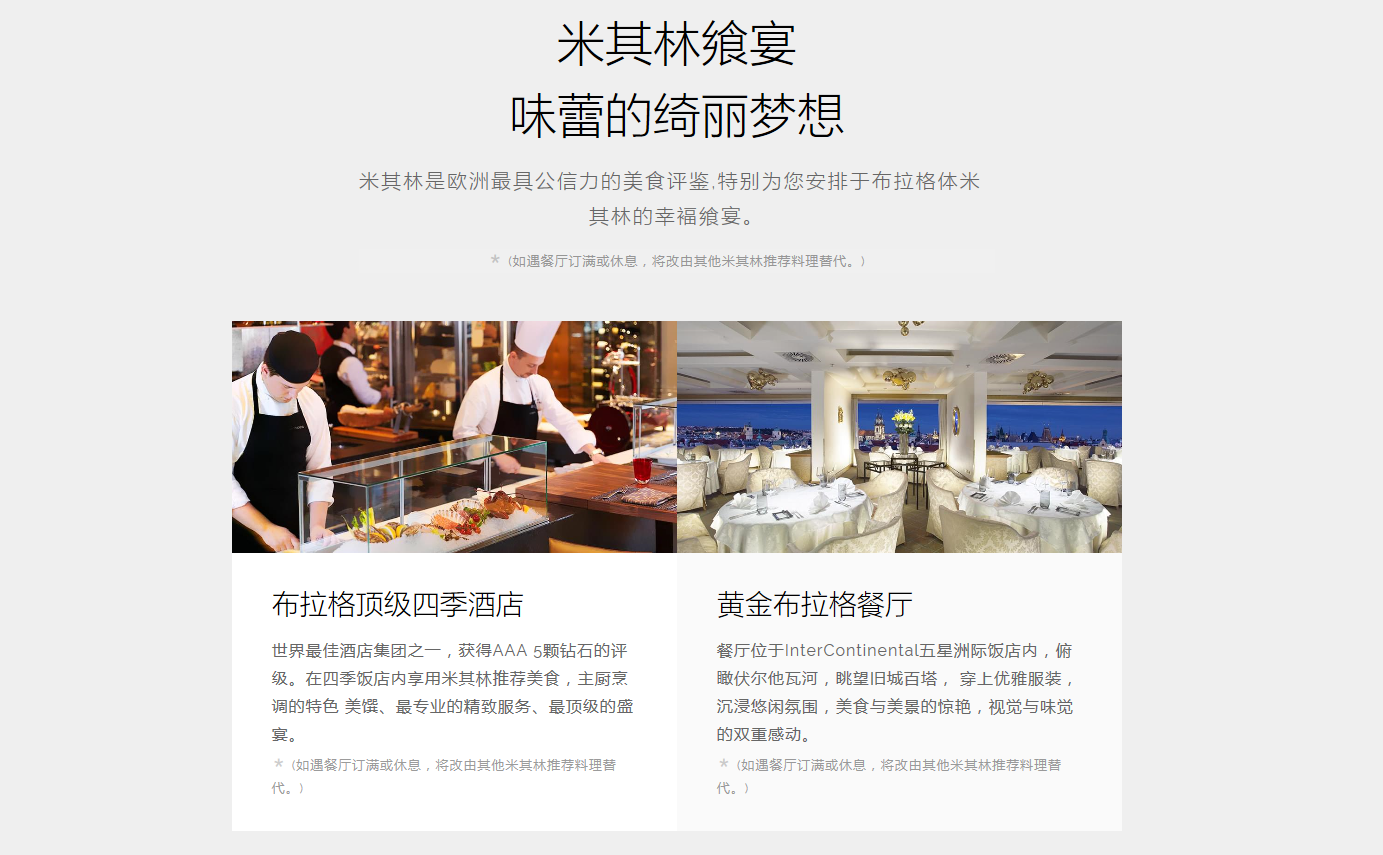 米其林飨宴
味蕾的绮丽梦想
米其林是欧洲最具公信力的美食评鉴,特别为您安排于布拉格体米
其林的幸福飨宴。
* (如遇餐厅订满或休息，将改由其他米其林推荐料理替代。)
布拉格顶级四季酒店
世界最佳酒店集团之一，获得AAA 5颗钻石的评
级。在四季饭店内享用米其林推荐美食，主厨烹
调的特色 美馔、最专业的精致服务、最顶级的盛
宴。
* (如遇餐厅订满或休息，将改由其他米其林推荐料理替
代。)
黄金布拉格餐厅
餐厅位于InterContinental五星洲际饭店内，俯
瞰伏尔他瓦河，眺望旧城百塔， 穿上优雅服装，
沉浸悠闲氛围，美食与美景的惊艳，视觉与味觉
的双重感动。
* (如遇餐厅订满或休息，将改由其他米其林推荐料理替
代。)